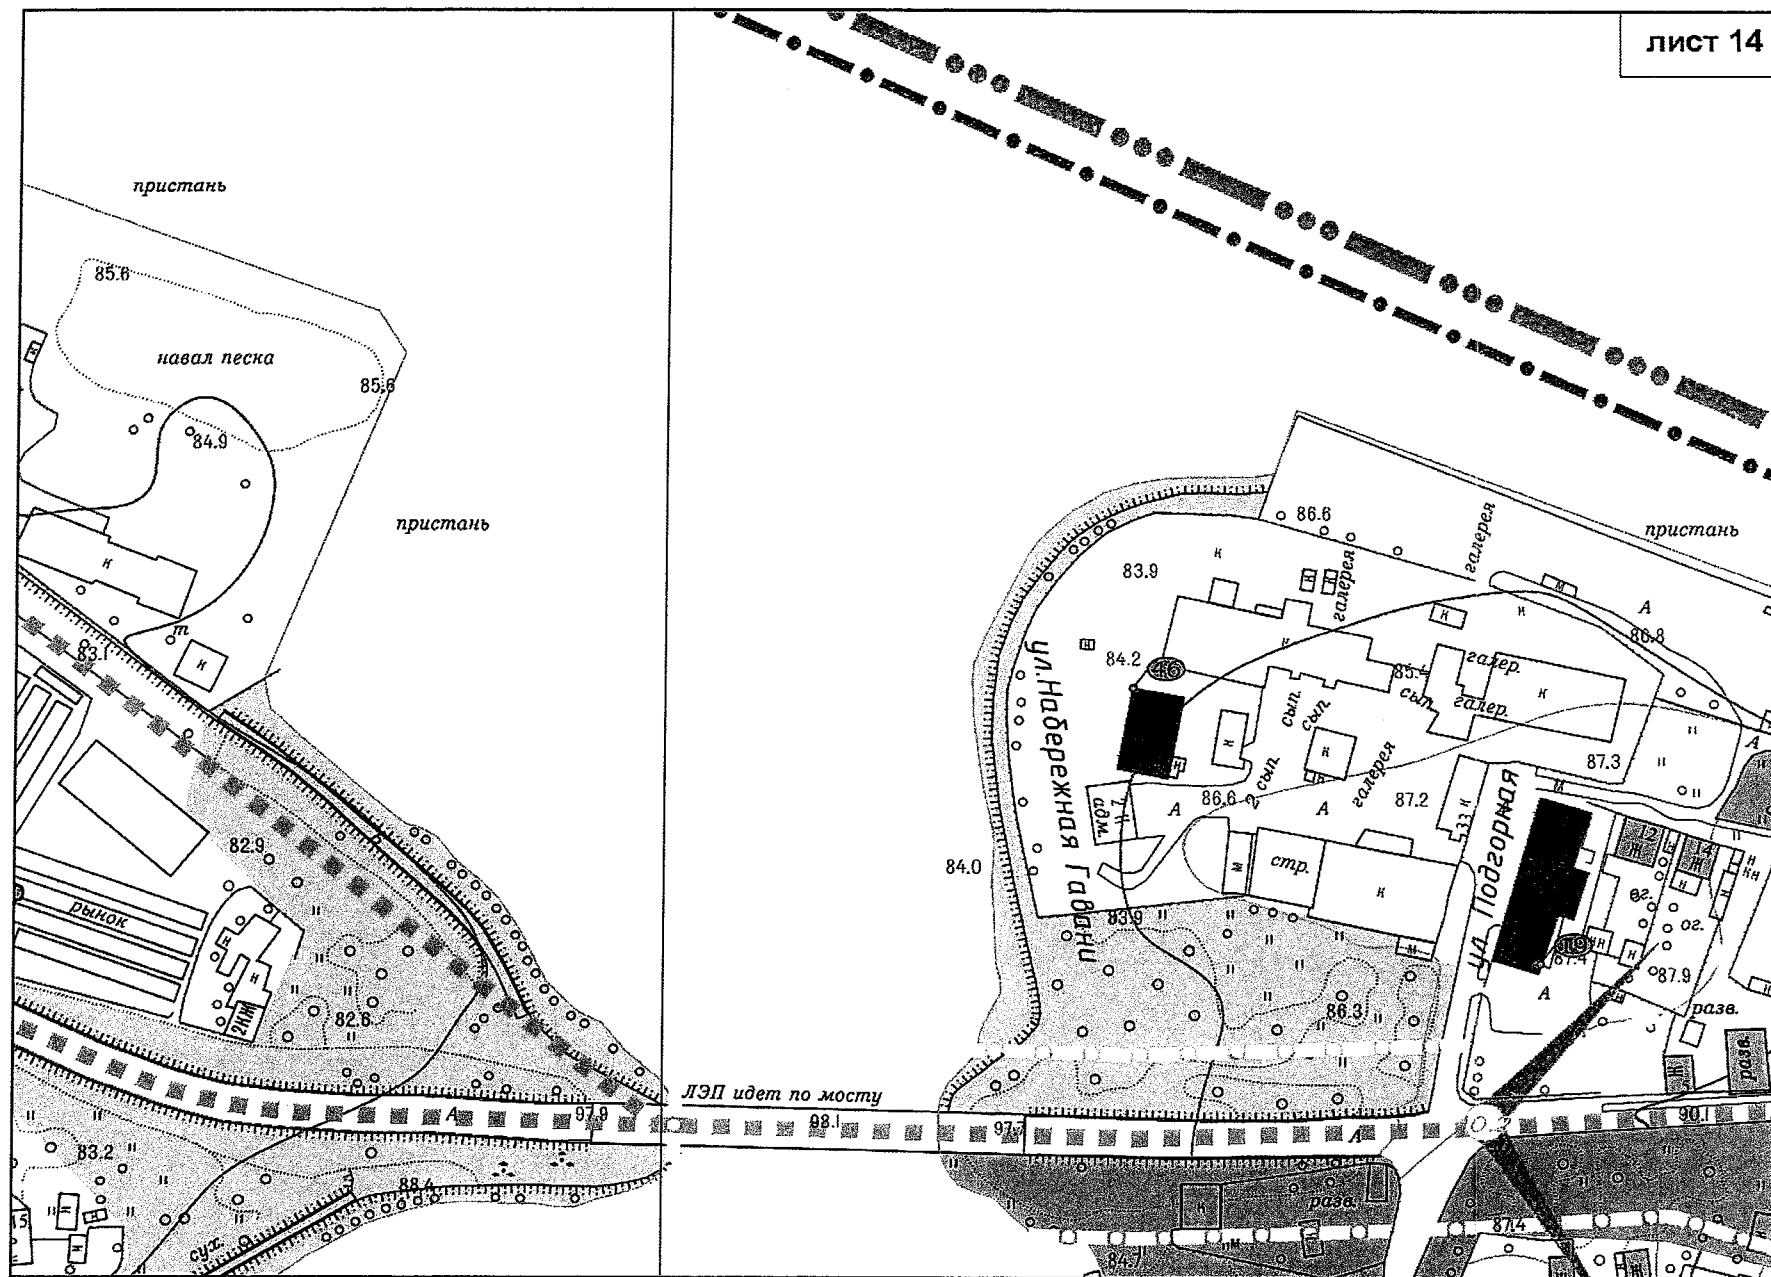 лист 14
пристань
85.6
навал песка
85.6
84.9
пристань
86.6
галерея
пристань
к
83.9
галерея
к
к
м
А
86.8
84.2
46
85.4
галер.
сып.
галер.
к
т
83.1
к
ул.Набережная Гавани
сып.
сып.
к
2 сып.
галерея
87.3
А
адм.
А
86.6
А
87.2
ул Подгорная
12
Ж
14
Ж
82.9
84.0
м
стр.
к
кн
рынок
83.9
ог.
ог.
м
19
87.4
87.9
2КЖ
82.6
86.3
А
разв.
разв.
А
97.9
ЛЭП идет по мосту
98.1
97.7
А
90.1
83.2
88.4
разв.
15
сух.
87.4
84.7
м